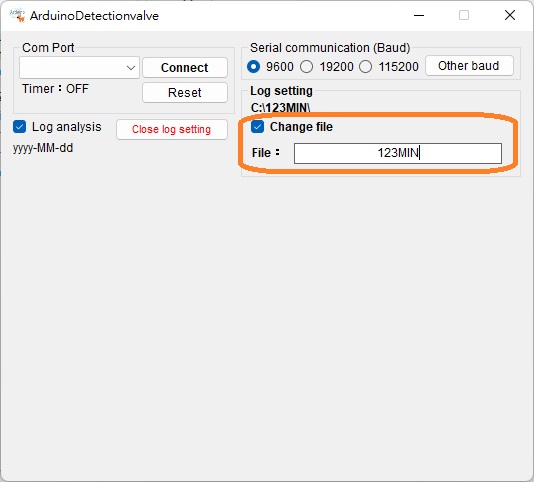 ArduinoDetectionvalve
Com Port
Connect
Timer：OFF
Reset
Log analysis
Close log setting
yyyy-MM-dd
Serial communication (Baud)
9600 19200 115200 Other baud
Log setting
C:\123MIN\
Change file
File： 123MIN